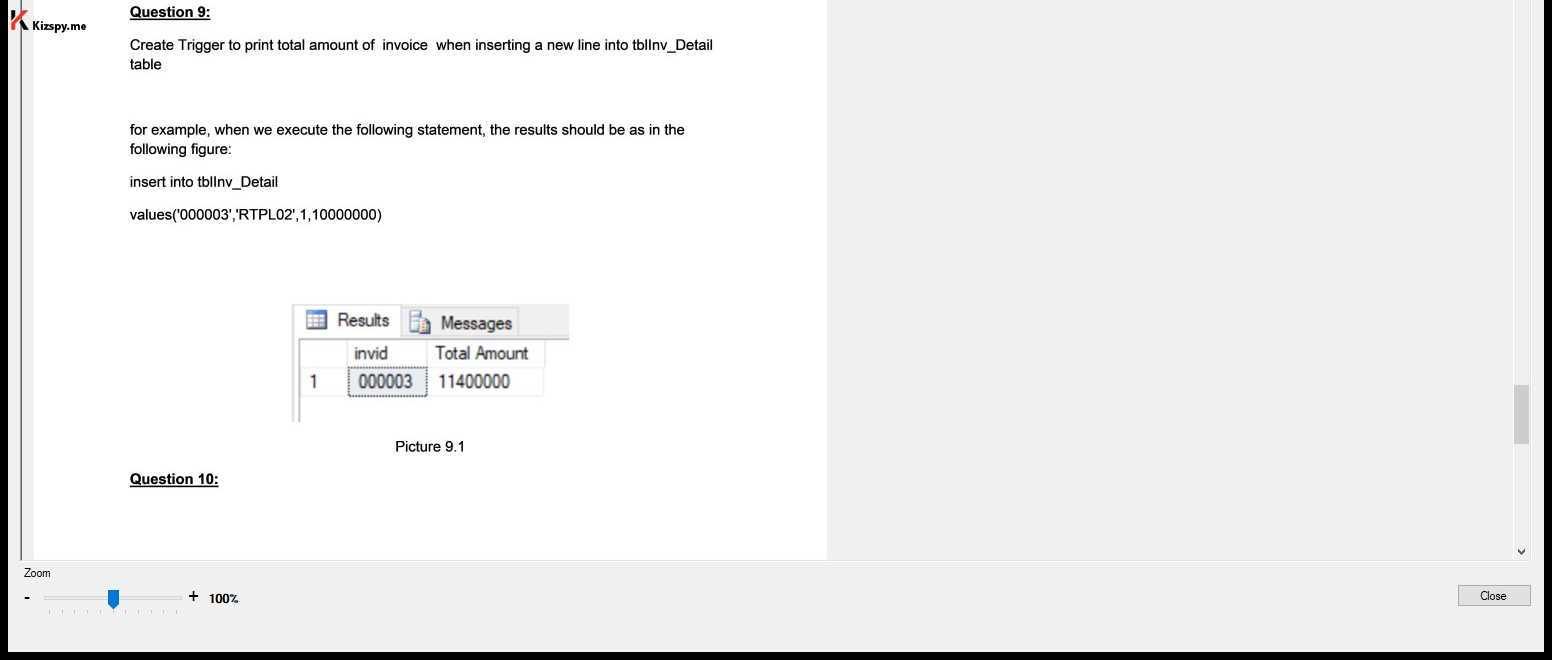 Kizspy.me
Question 9:
Create Trigger to print total amount of invoice when inserting a new line into tblInv_Detail
table
for example, when we execute the following statement, the results should be as in the
following figure:
insert into tblInv_Detail
values('000003','RTPL02',1,10000000)
Results Messages
invid Total Amount
1 000003 11400000
Picture 9.1
Question 10:
Zoom
- + 100%
Close